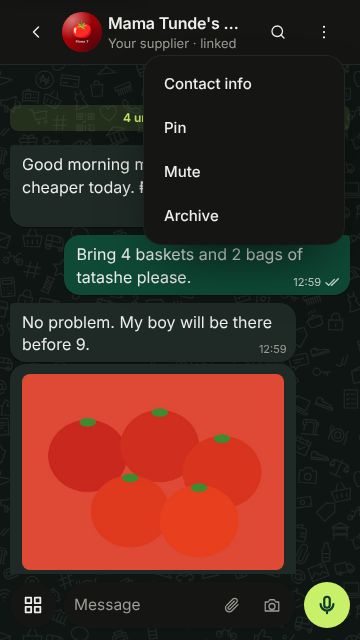 Mama Tunde's ...
Your supplier · linked
Contact info
Pin
Mute
Archive
4
Good morning
cheaper today.
Bring 4 baskets and 2 bags of
tatashe please.
12:59
No problem. My boy will be there
before 9.
12:59
Message